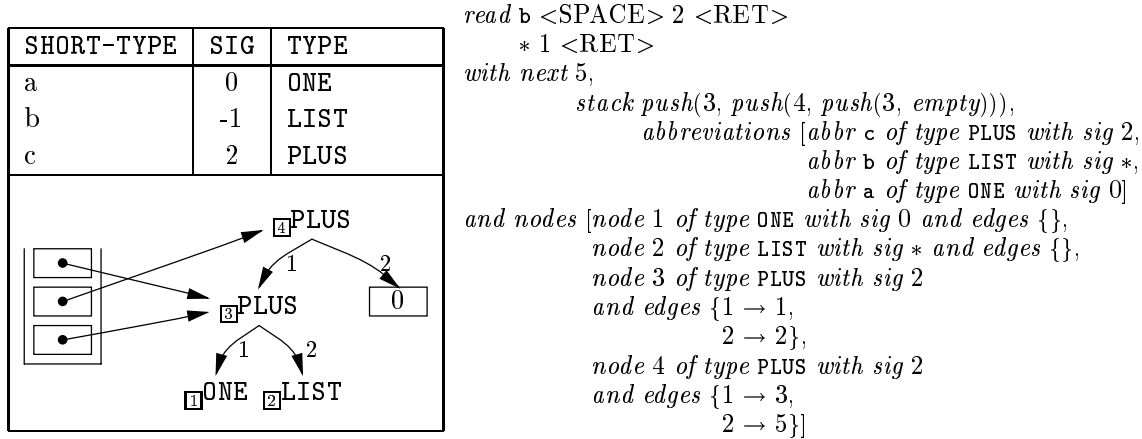 SHORT-TYPE SIG TYPE
a 0 ONE
b -1 LIST
c 2 PLUS
4 PLUS
1 2
3 PLUS 0
1 2
1 ONE 2 LIST
read b <SPACE> 2 <RET>
∗ 1 <RET>
with next 5,
stack push(3, push(4, push(3, empty))),
abbreviations [abbr c of type PLUS with sig 2,
abbr b of type LIST with sig ∗,
abbr a of type ONE with sig 0]
and nodes [node 1 of type ONE with sig 0 and edges {},
node 2 of type LIST with sig ∗ and edges {},
node 3 of type PLUS with sig 2
and edges {1 → 1,
2 → 2},
node 4 of type PLUS with sig 2
and edges {1 → 3,
2 → 5}]